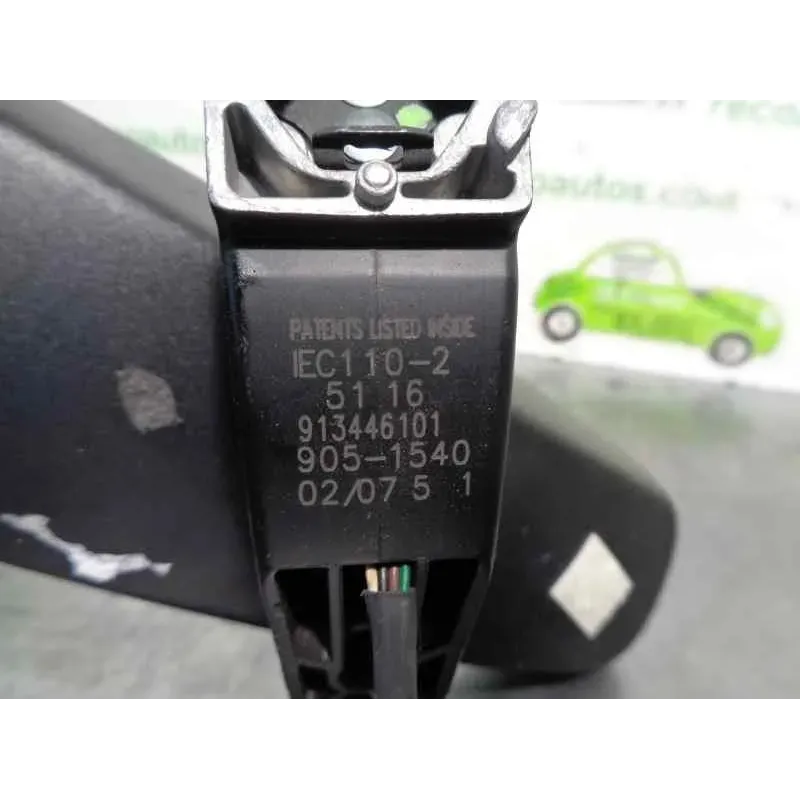 PATENTS LISTED INSIDE
IEC110-2
51 16
913446101
905-1540
02/07 5 1